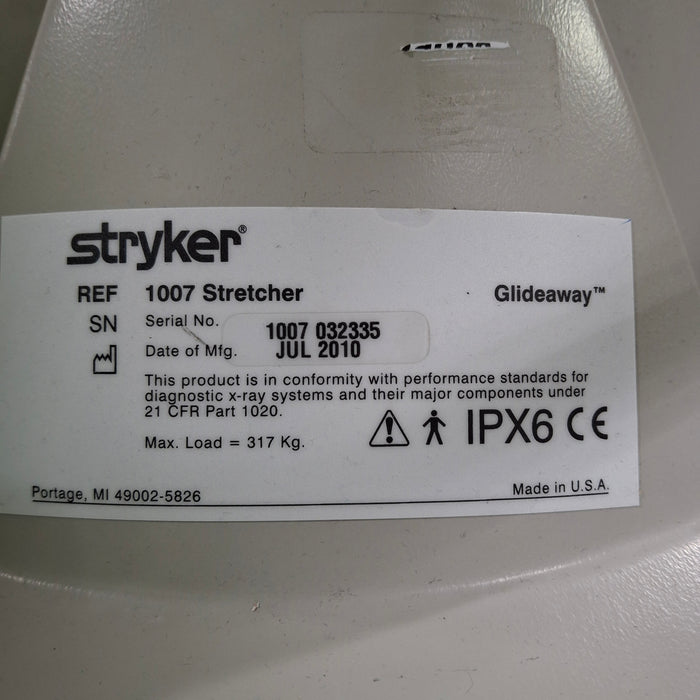 stryker®
REF 1007 Stretcher Glideaway™
SN Serial No. 1007 032335
Date of Mfg. JUL 2010
This product is in conformity with performance standards for
diagnostic x-ray systems and their major components under
21 CFR Part 1020.
Max. Load = 317 Kg. IPX6 CE
Portage, MI 49002-5826 Made in U.S.A.